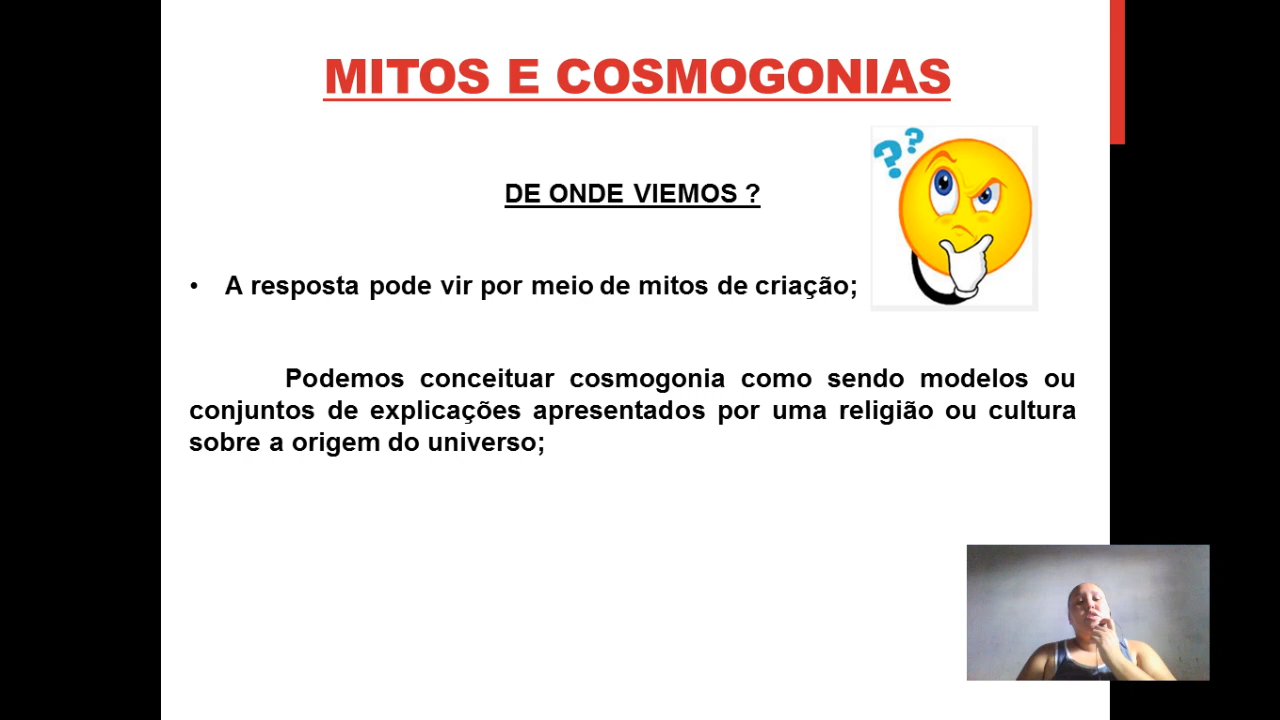 MITOS E COSMOGONIAS
??
DE ONDE VIEMOS ?
• A resposta pode vir por meio de mitos de criação;
Podemos conceituar cosmogonia como sendo modelos ou
conjuntos de explicações apresentados por uma religião ou cultura
sobre a origem do universo;